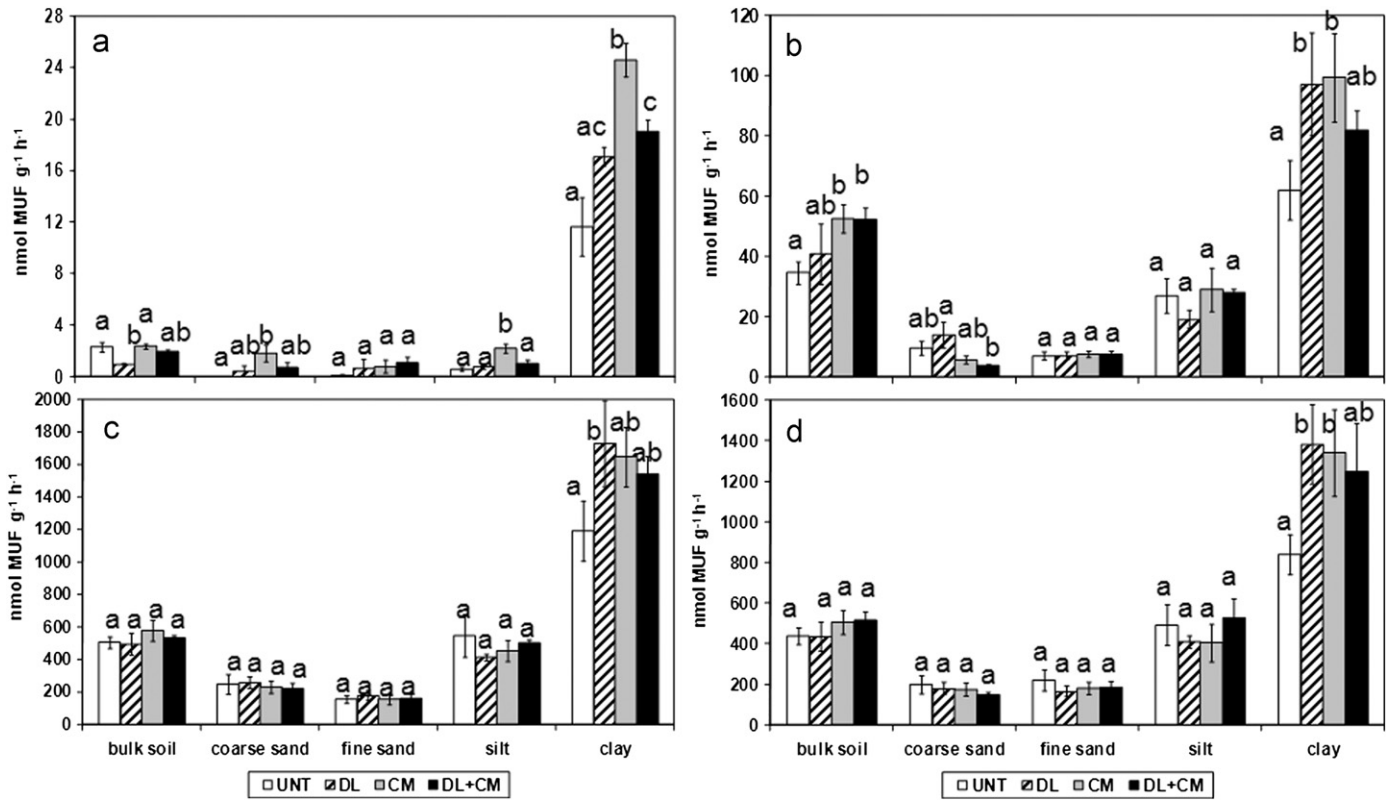 a
nmol MUF g⁻¹ h⁻¹
28
24
20
16
12
8
4
0
a b a ab
a ab b ab
a a a a
a a b a
a ac b c
b
nmol MUF g⁻¹ h⁻¹
120
100
80
60
40
20
0
a ab b b
ab a ab b
a a a a
a a a a
a b b ab
c
nmol MUF g⁻¹ h⁻¹
2000
1800
1600
1400
1200
1000
800
600
400
200
0
a a a a
a a a a
a a a a
a a a a
a b ab ab
bulk soil coarse sand fine sand silt clay
UNT DL CM DL+CM
d
nmol MUF g⁻¹ h⁻¹
1600
1400
1200
1000
800
600
400
200
0
a a a a
a a a a
a a a a
a a a a
a b b ab
bulk soil coarse sand fine sand silt clay
UNT DL CM DL+CM